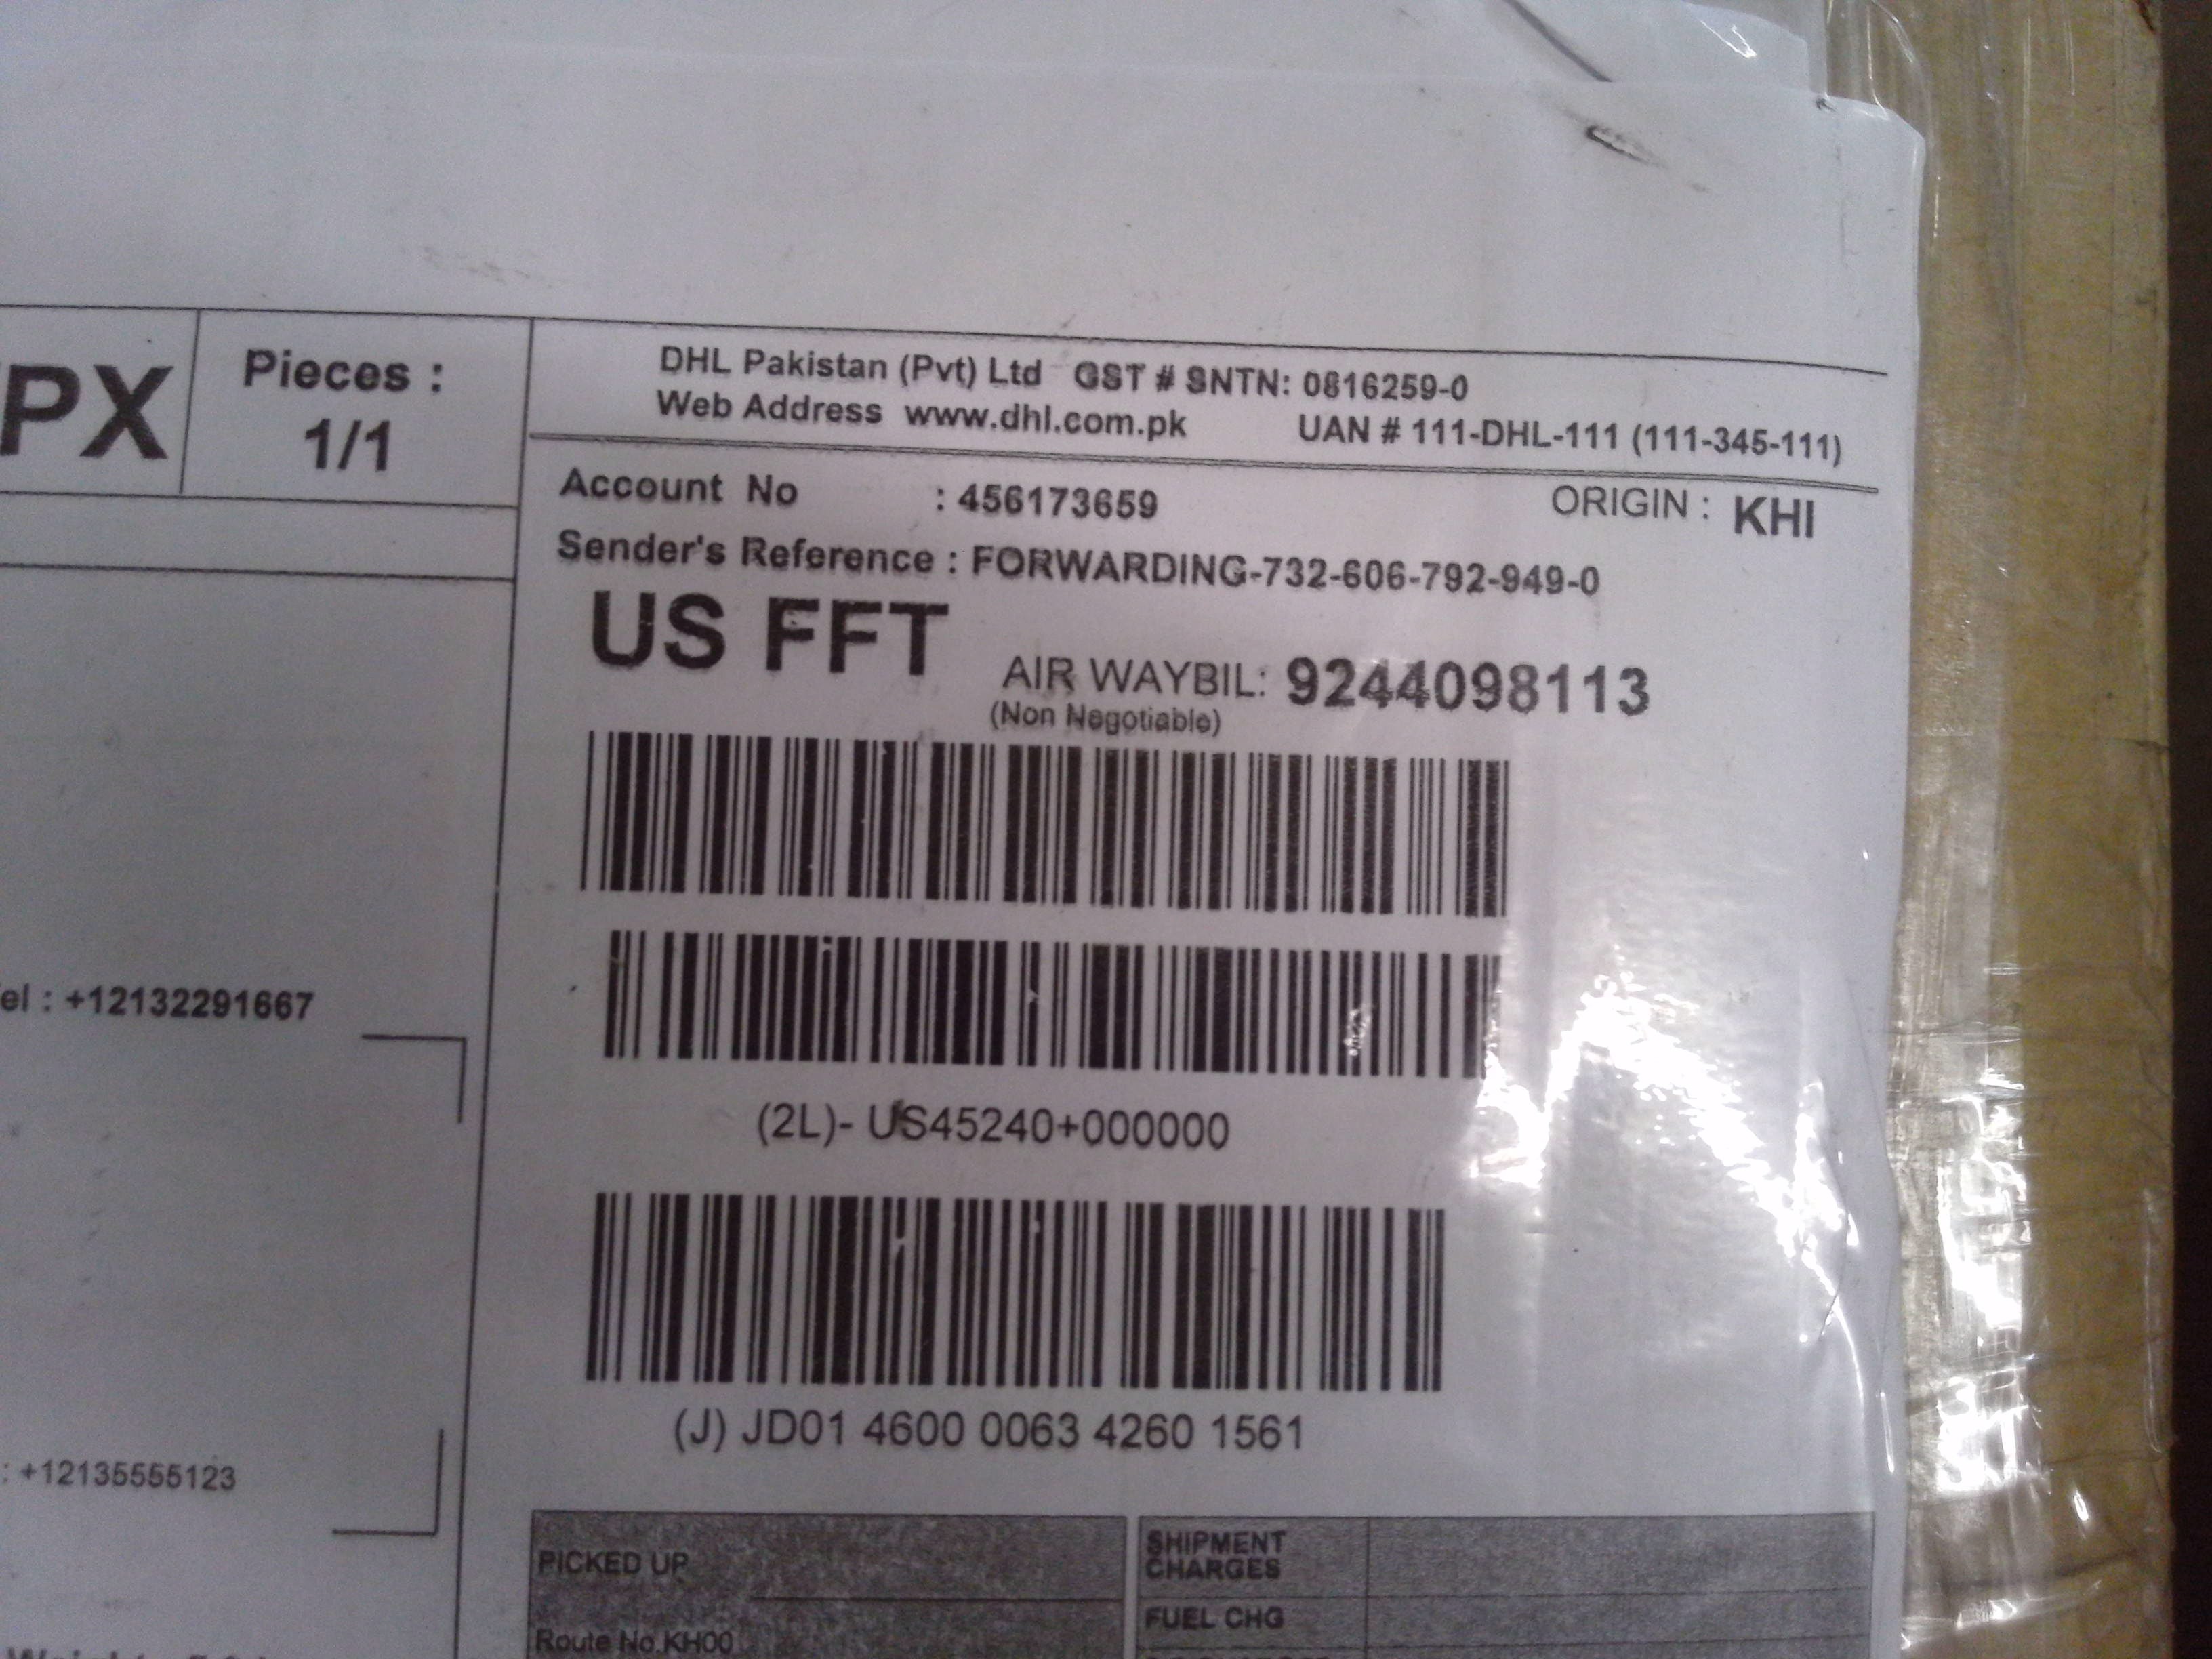 PX
Pieces :
1/1
DHL Pakistan (Pvt) Ltd GST # SNTN: 0816259-0
Web Address www.dhl.com.pk UAN # 111-DHL-111 (111-345-111)
Account No : 456173659 ORIGIN : KHI
Sender's Reference : FORWARDING-732-606-792-949-0
US FFT AIR WAYBIL: 9244098113
(Non Negotiable)
(2L)- US45240+000000
el : +12132291667
(J) JD01 4600 0063 4260 1561
: +12135555123
PICKED UP
Route No.KH00
SHIPMENT
CHARGES
FUEL CHG